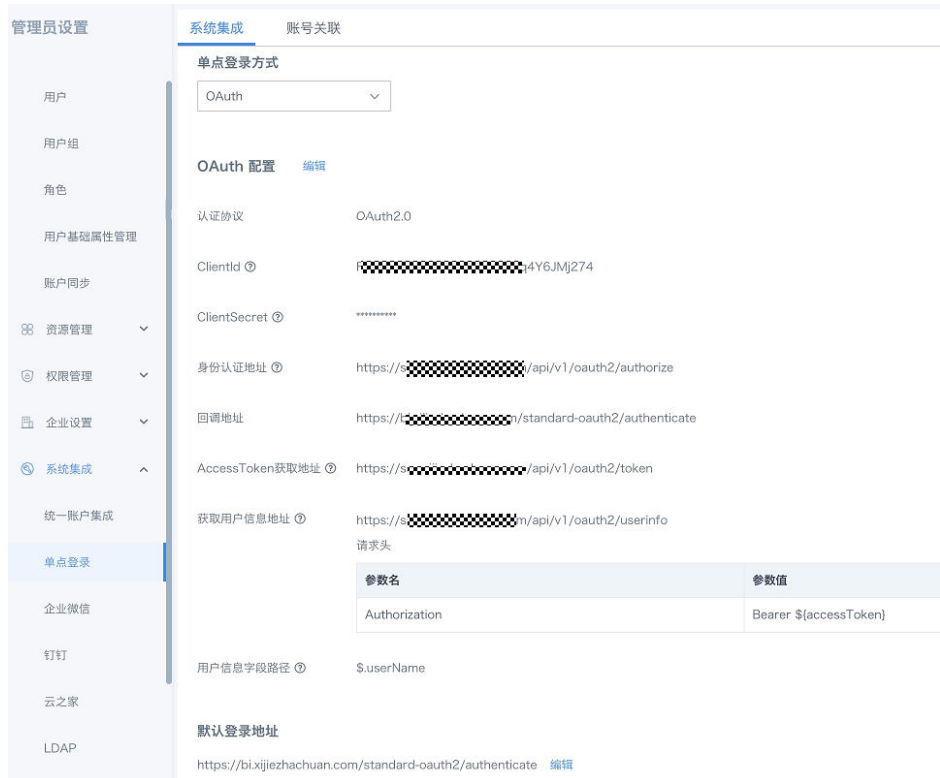 管理员设置
用户
用户组
角色
用户基础属性管理
账户同步
资源管理
权限管理
企业设置
系统集成
统一账户集成
单点登录
企业微信
钉钉
云之家
LDAP
系统集成 账号关联
单点登录方式
OAuth
OAuth 配置 编辑
认证协议 OAuth2.0
ClientId q4Y6JMj274
ClientSecret **********
身份认证地址 https://s /api/v1/oauth2/authorize
回调地址 https:// /standard-oauth2/authenticate
AccessToken获取地址 https://s /api/v1/oauth2/token
获取用户信息地址 https://s m/api/v1/oauth2/userinfo
请求头
参数名 参数值
Authorization Bearer ${accessToken}
用户信息字段路径 $.userName
默认登录地址
https://bi.xijiezhachuan.com/standard-oauth2/authenticate 编辑